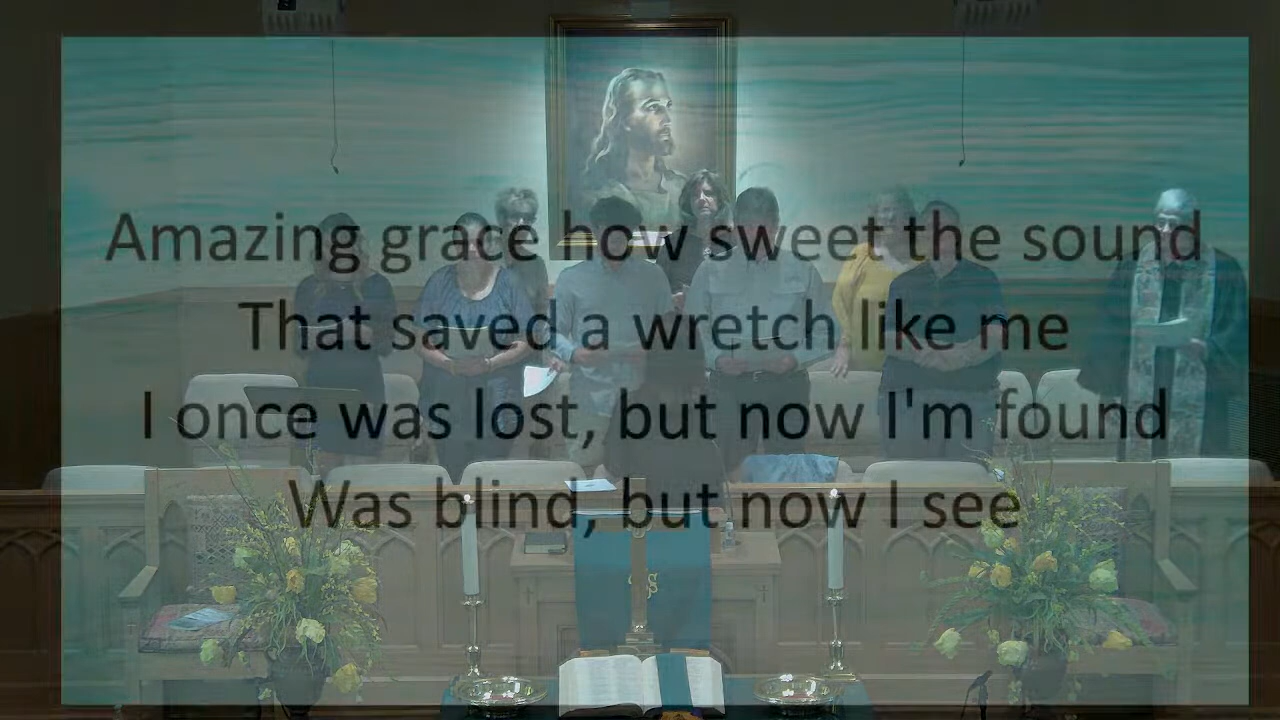 Amazing grace how sweet the sound
That saved a wretch like me
I once was lost, but now I'm found
Was blind, but now I see